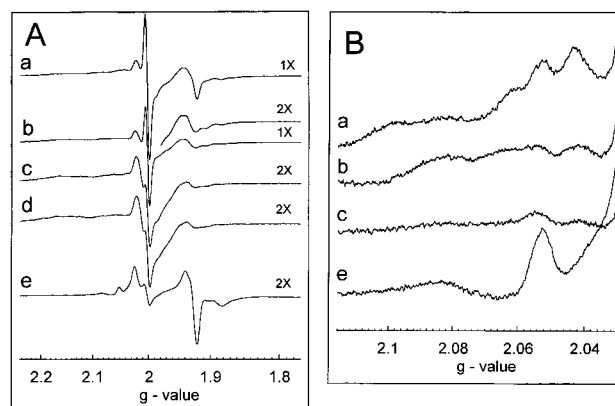 A
a
1X
2X
b
1X
c
2X
d
2X
e
2X
2.2 2.1 2 1.9 1.8
g - value
B
a
b
c
e
2.1 2.08 2.06 2.04
g - value